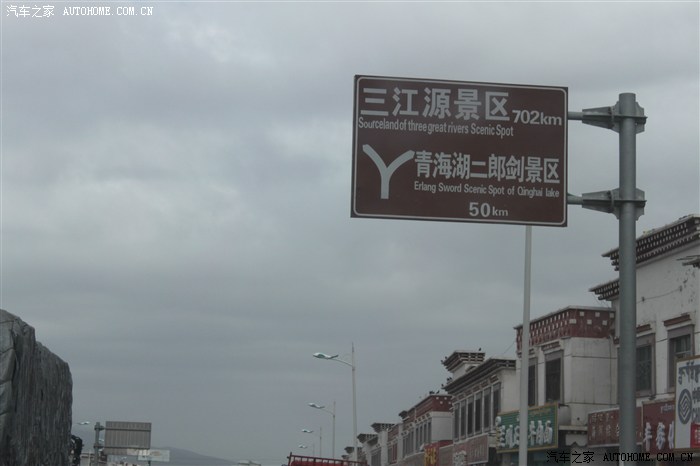 汽车之家 AUTOHOME.COM.CN
三江源景区 702km
Sourceland of three great rivers Scenic Spot
青海湖二郎剑景区
Erlang Sword Scenic Spot of Qinghai lake
50km
汽车之家 AUTOHOME.COM.CN